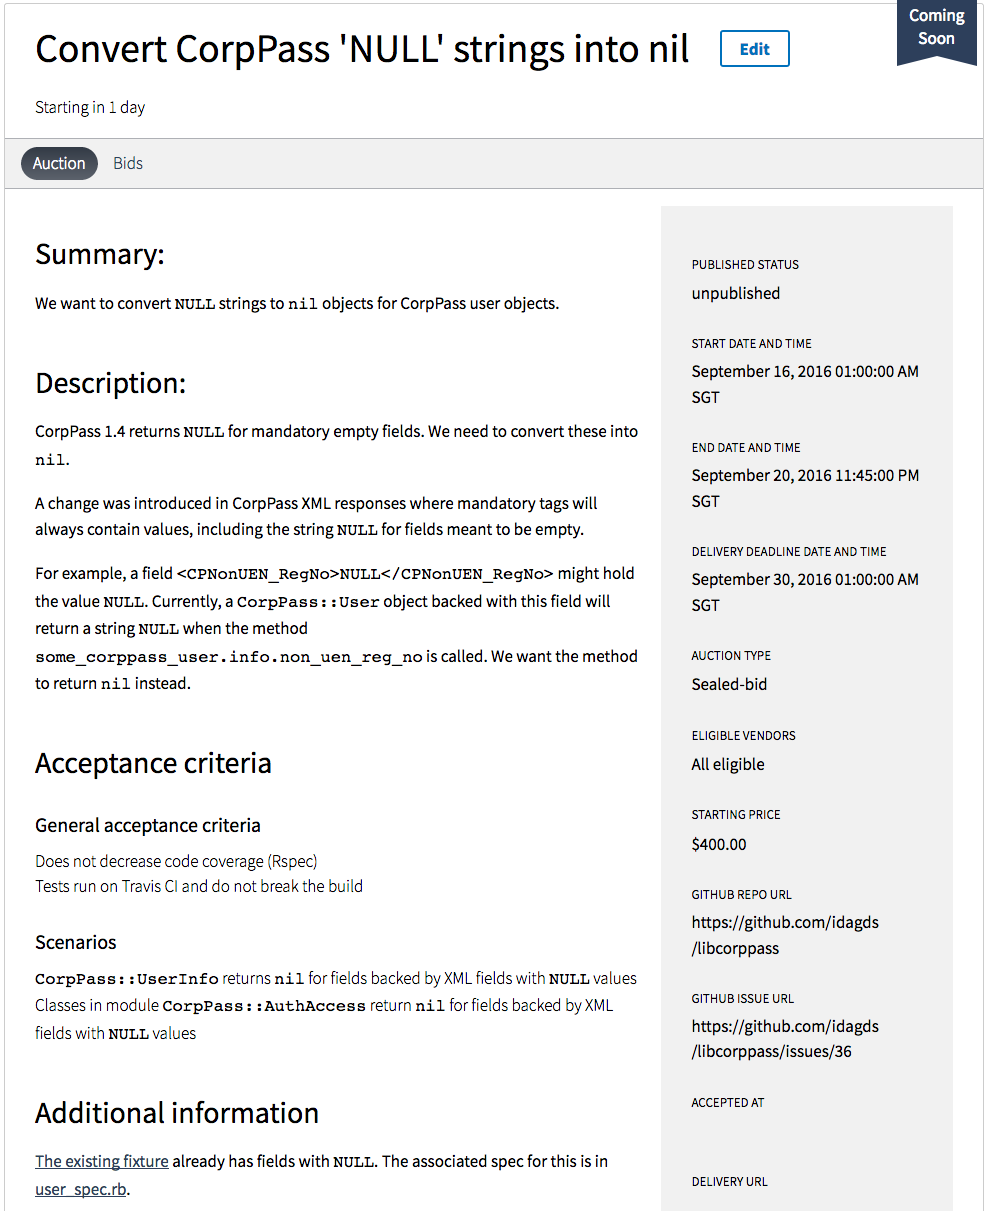 Coming
Soon
Convert CorpPass 'NULL' strings into nil
Edit
Starting in 1 day
Auction
Bids
Summary:
We want to convert NULL strings to nil objects for CorpPass user objects.
Description:
CorpPass 1.4 returns NULL for mandatory empty fields. We need to convert these into
nil.
A change was introduced in CorpPass XML responses where mandatory tags will
always contain values, including the string NULL for fields meant to be empty.
For example, a field <CPNonUEN_RegNo>NULL</CPNonUEN_RegNo> might hold
the value NULL. Currently, a CorpPass::User object backed with this field will
return a string NULL when the method
some_corppass_user.info.non_uen_reg_no is called. We want the method
to return nil instead.
Acceptance criteria
General acceptance criteria
Does not decrease code coverage (Rspec)
Tests run on Travis CI and do not break the build
Scenarios
CorpPass::UserInfo returns nil for fields backed by XML fields with NULL values
Classes in module CorpPass::AuthAccess return nil for fields backed by XML
fields with NULL values
Additional information
The existing fixture already has fields with NULL. The associated spec for this is in
user_spec.rb.
PUBLISHED STATUS
unpublished
START DATE AND TIME
September 16, 2016 01:00:00 AM
SGT
END DATE AND TIME
September 20, 2016 11:45:00 PM
SGT
DELIVERY DEADLINE DATE AND TIME
September 30, 2016 01:00:00 AM
SGT
AUCTION TYPE
Sealed-bid
ELIGIBLE VENDORS
All eligible
STARTING PRICE
$400.00
GITHUB REPO URL
https://github.com/idagds
/libcorppass
GITHUB ISSUE URL
https://github.com/idagds
/libcorppass/issues/36
ACCEPTED AT
DELIVERY URL